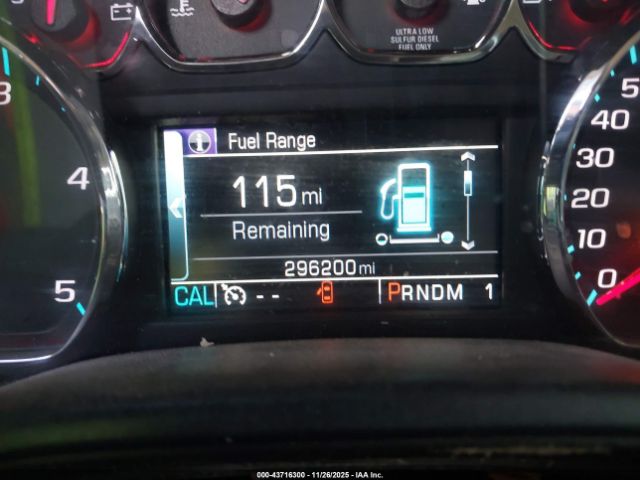 ULTRA LOW
SULFUR DIESEL
FUEL ONLY
3
4
5
i Fuel Range
115 mi
Remaining
296200 mi
CAL -- PRNDM 1
5
40
30
20
10
0
000-43716300 - 11/26/2025 - IAA Inc.